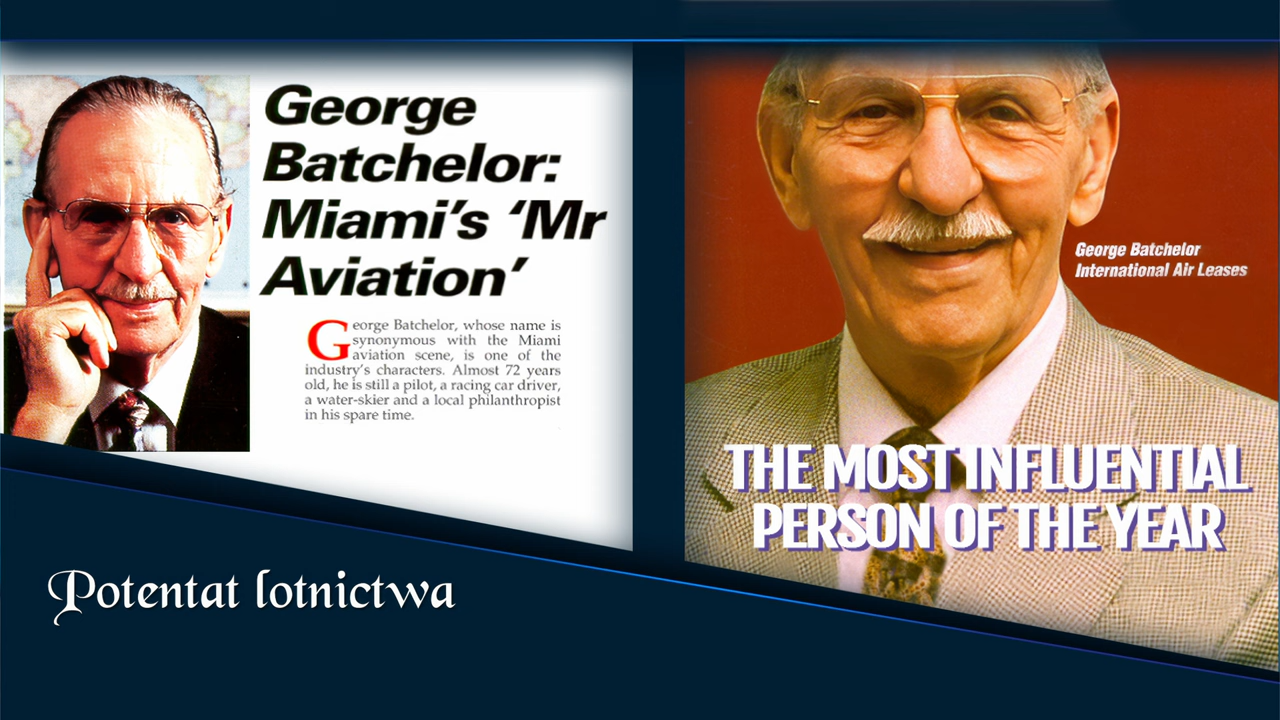 George
Batchelor:
Miami's 'Mr
Aviation'
George Batchelor, whose name is
synonymous with the Miami
aviation scene, is one of the
industry's characters. Almost 72 years
old, he is still a pilot, a racing car driver,
a water-skier and a local philanthropist
in his spare time.
George Batchelor
International Air Leases
THE MOST INFLUENTIAL
PERSON OF THE YEAR
Potentat lotnictwa